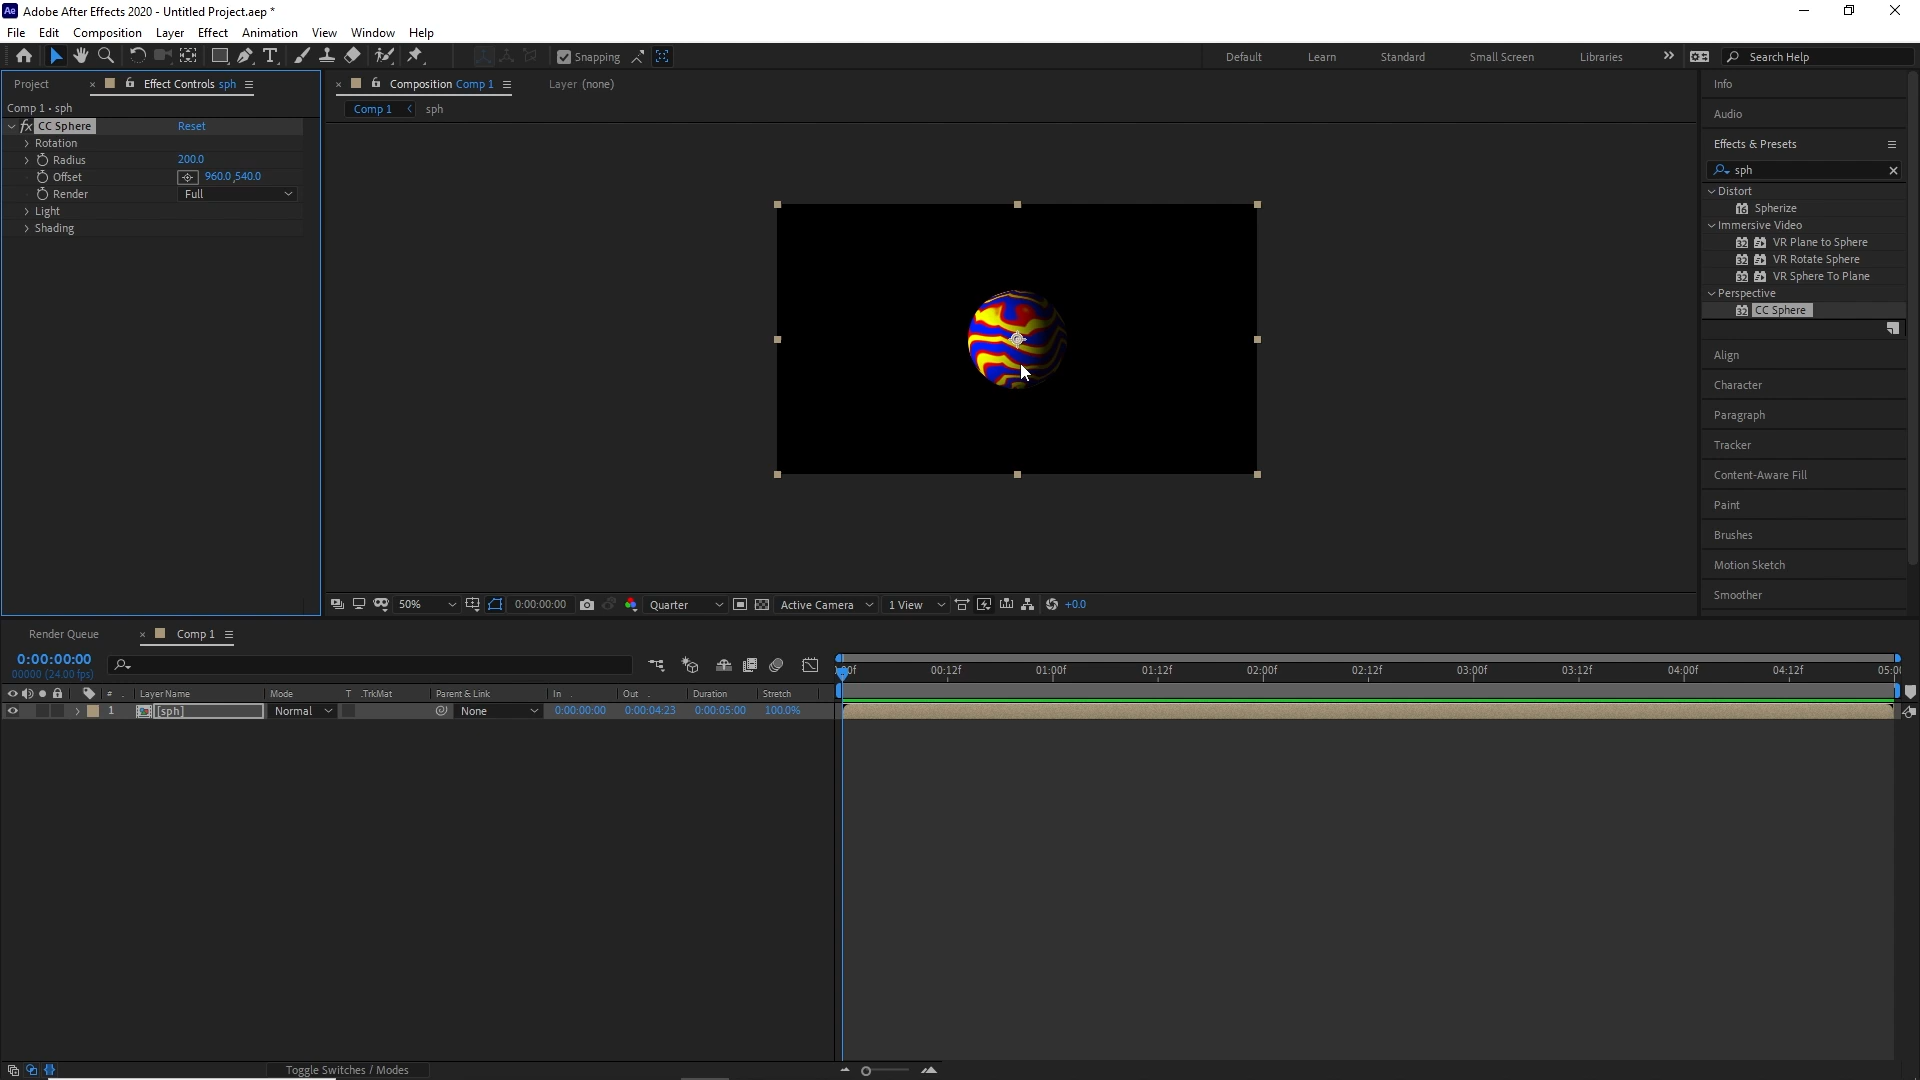 Ae Adobe After Effects 2020 - Untitled Project.aep *
File Edit Composition Layer Effect Animation View Window Help
Snapping Default Learn Standard Small Screen Libraries Search Help
Project Effect Controls sph Composition Comp 1 Layer (none) Info
Comp 1 • sph Comp 1 sph Audio
fx CC Sphere Reset
Rotation Effects & Presets
Radius 200.0 sph
Offset 960.0,540.0
Render Full Distort
Light Spherize
Shading Immersive Video
VR Plane to Sphere
VR Rotate Sphere
VR Sphere To Plane
Perspective
CC Sphere
Align
Character
Paragraph
Tracker
Content-Aware Fill
Paint
Brushes
Motion Sketch
Smoother
50% 0:00:00:00 Quarter Active Camera 1 View +0.0
Render Queue Comp 1
0:00:00:00
00000 (24.00 fps) 00:12f 01:00f 01:12f 02:00f 02:12f 03:00f 03:12f 04:00f 04:12f
# Layer Name Mode T .TrkMat Parent & Link In Out Duration Stretch
1 [sph] Normal None 0:00:00:00 0:00:04:23 0:00:05:00 100.0%
Toggle Switches / Modes